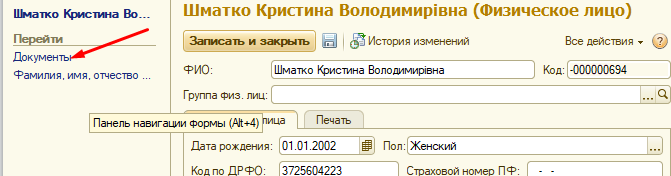 Шматко Кристина Во...
Перейти
Документы
Фамилия, имя, отчество ...
Панель навигации формы (Alt+4)
Шматко Кристина Володимирівна (Физическое лицо)
Записать и закрыть История изменений Все действия ?
ФИО: Шматко Кристина Володимирівна Код: -000000694
Группа физ. лиц: ...
лица Печать
Дата рождения: 01.01.2002 Пол: Женский ...
Код по ДРФО: 3725604223 Страховой номер ПФ: - -